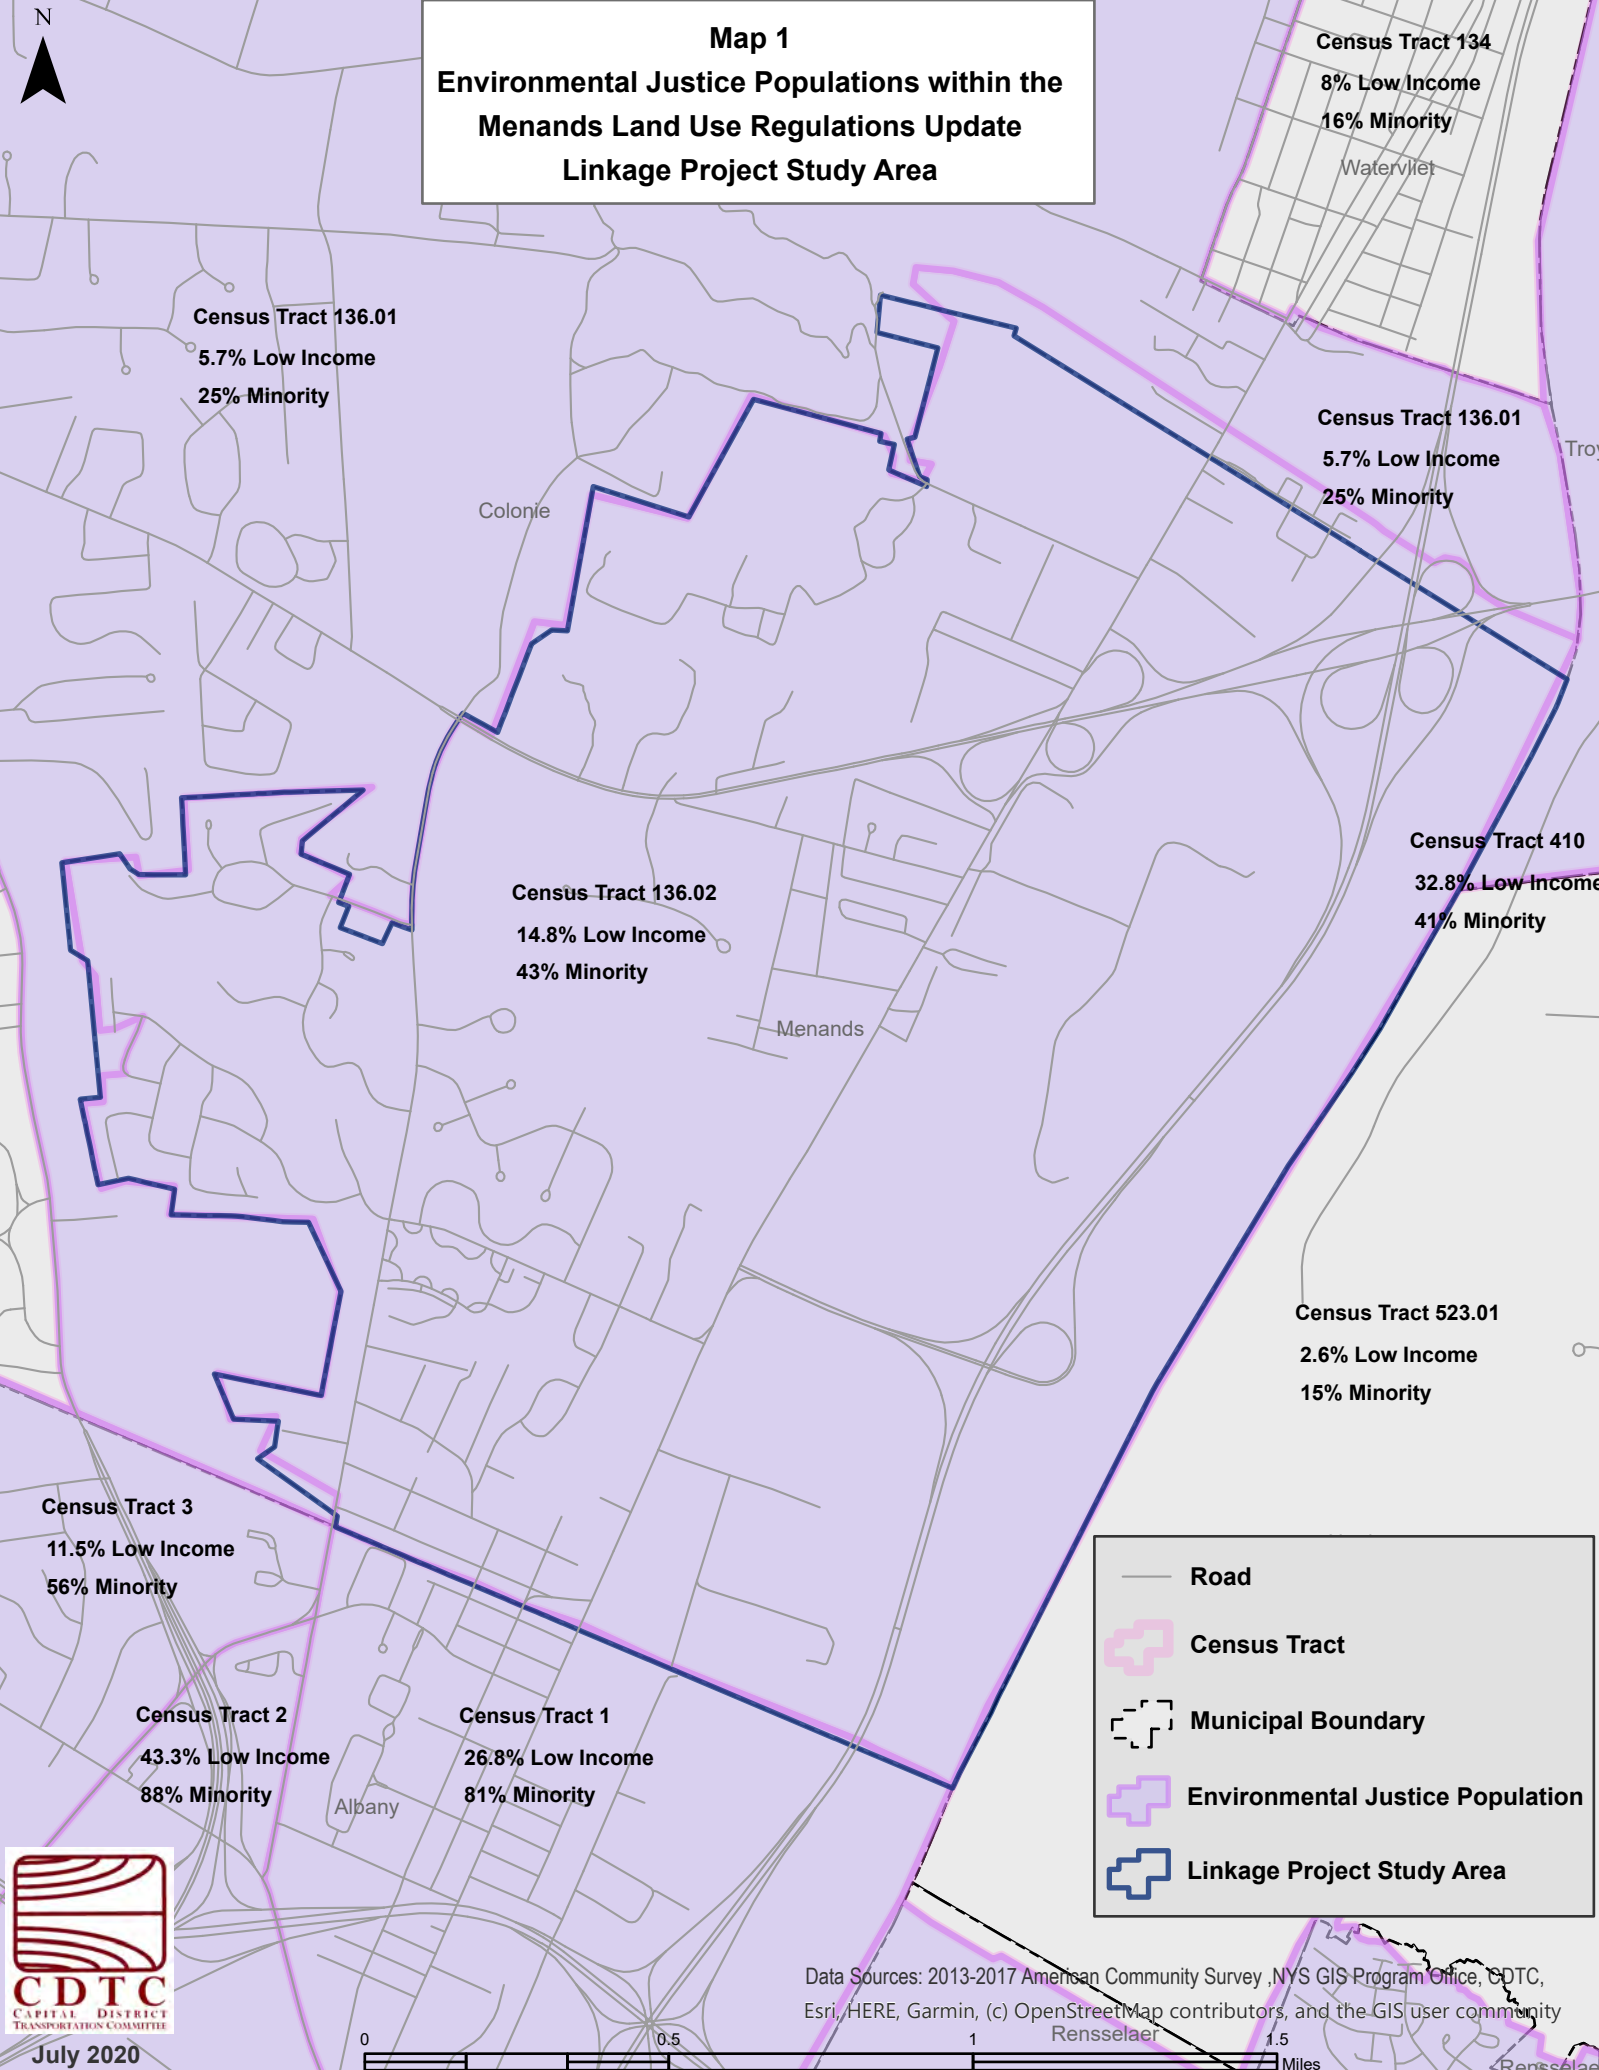 N
Map 1
Environmental Justice Populations within the
Menands Land Use Regulations Update
Linkage Project Study Area
Census Tract 134
8% Low Income
16% Minority
Watervliet
Census Tract 136.01
5.7% Low Income
25% Minority
Census Tract 136.01
5.7% Low Income
25% Minority
Troy
Colonie
Census Tract 410
32.8% Low Income
41% Minority
Census Tract 136.02
14.8% Low Income
43% Minority
Menands
Census Tract 523.01
2.6% Low Income
15% Minority
Census Tract 3
11.5% Low Income
56% Minority
Census Tract 2
43.3% Low Income
88% Minority
Census Tract 1
26.8% Low Income
81% Minority
Albany
Road
Census Tract
Municipal Boundary
Environmental Justice Population
Linkage Project Study Area
CDTC
CAPITAL DISTRICT
TRANSPORTATION COMMITTEE
July 2020
Data Sources: 2013-2017 American Community Survey ,NYS GIS Program Office, CDTC,
Esri, HERE, Garmin, (c) OpenStreetMap contributors, and the GIS user community
Rensselaer
0 0.5 1 1.5
Miles
Rensselae